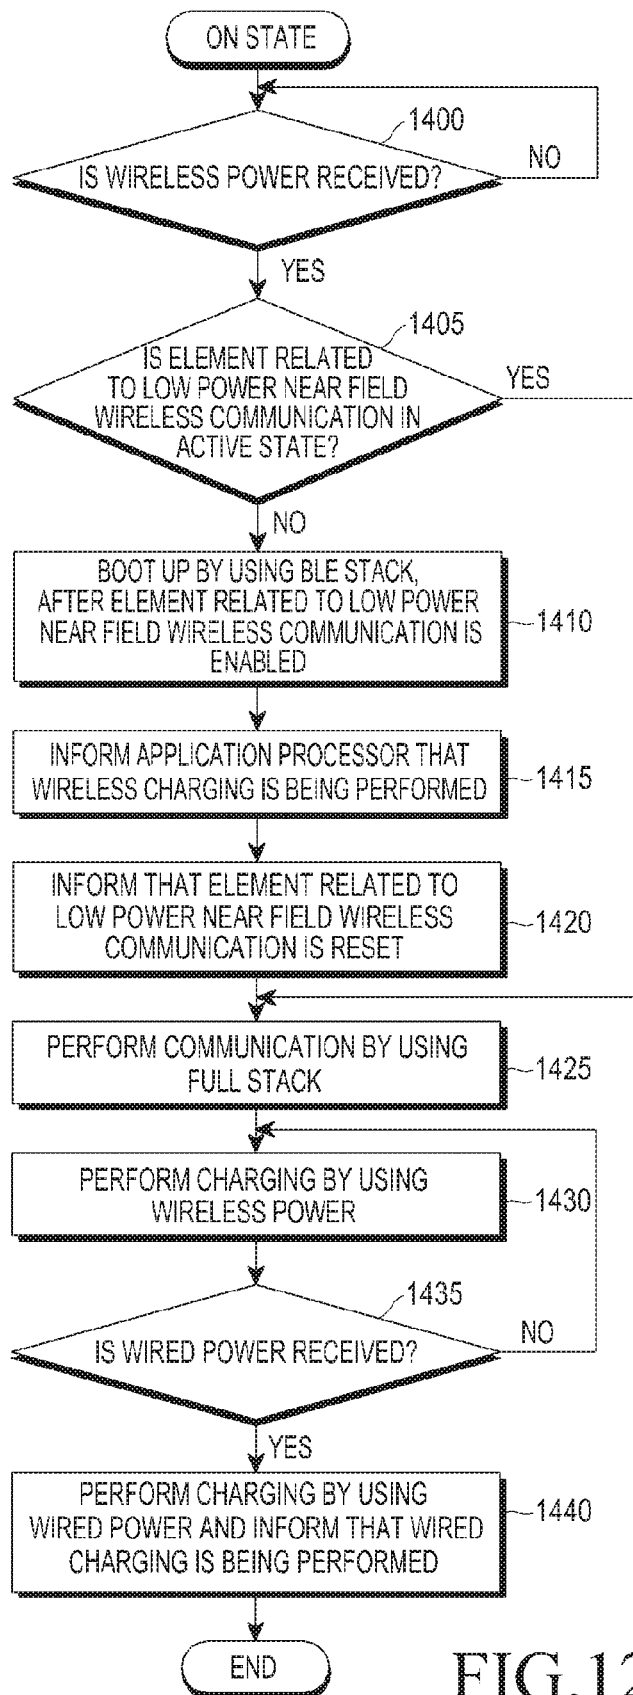 ON STATE
1400
IS WIRELESS POWER RECEIVED?
NO
YES
1405
IS ELEMENT RELATED
TO LOW POWER NEAR FIELD
WIRELESS COMMUNICATION IN
ACTIVE STATE?
YES
NO
BOOT UP BY USING BLE STACK,
AFTER ELEMENT RELATED TO LOW POWER
NEAR FIELD WIRELESS COMMUNICATION IS
ENABLED
1410
INFORM APPLICATION PROCESSOR THAT
WIRELESS CHARGING IS BEING PERFORMED
1415
INFORM THAT ELEMENT RELATED TO
LOW POWER NEAR FIELD WIRELESS
COMMUNICATION IS RESET
1420
PERFORM COMMUNICATION BY USING
FULL STACK
1425
PERFORM CHARGING BY USING
WIRELESS POWER
1430
1435
IS WIRED POWER RECEIVED?
NO
YES
PERFORM CHARGING BY USING
WIRED POWER AND INFORM THAT WIRED
CHARGING IS BEING PERFORMED
1440
END
FIG.12